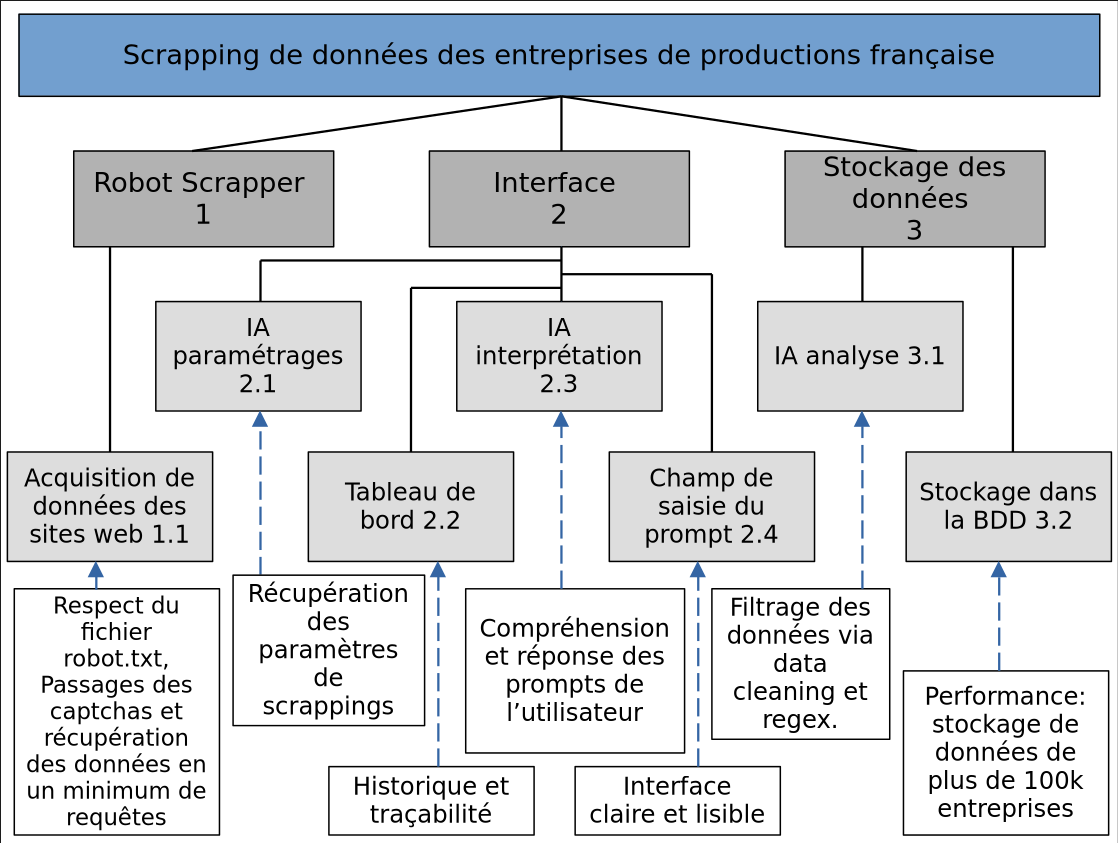 Scrapping de données des entreprises de productions française
Robot Scrapper
1
Interface
2
Stockage des
données
3
IA
paramétrages
2.1
IA
interprétation
2.3
IA analyse 3.1
Acquisition de
données des
sites web 1.1
Tableau de
bord 2.2
Champ de
saisie du
prompt 2.4
Stockage dans
la BDD 3.2
Respect du
fichier
robot.txt,
Passages des
captchas et
récupération
des données en
un minimum de
requêtes
Récupération
des
paramètres
de
scrappings
Compréhension
et réponse des
prompts de
l’utilisateur
Filtrage des
données via
data
cleaning et
regex.
Performance:
stockage de
données de
plus de 100k
entreprises
Historique et
traçabilité
Interface
claire et lisible